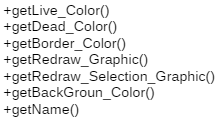 +getLive_Color()
+getDead_Color()
+getBorder_Color()
+getRedraw_Graphic()
+getRedraw_Selection_Graphic()
+getBackGroun_Color()
+getName()